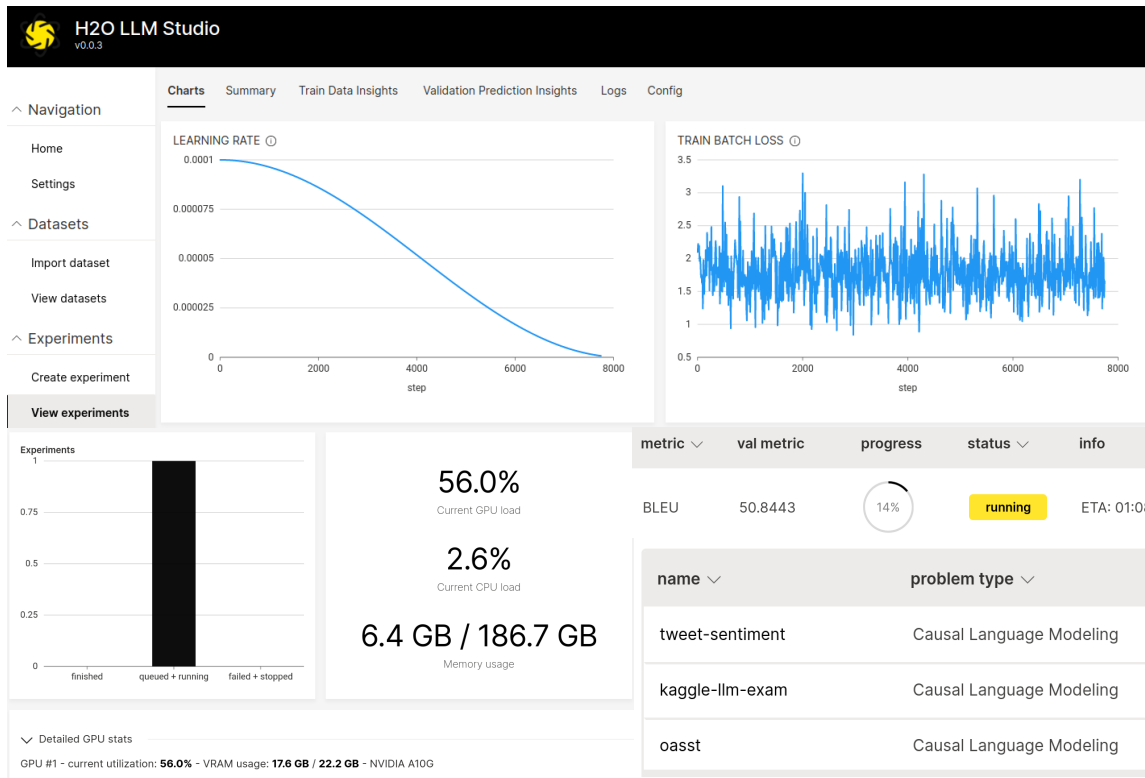 H2O LLM Studio
v0.0.3
Navigation
Home
Settings
Datasets
Import dataset
View datasets
Experiments
Create experiment
View experiments
Charts Summary Train Data Insights Validation Prediction Insights Logs Config
LEARNING RATE
0.0001
0.000075
0.00005
0.000025
0
0 2000 4000 6000 8000
step
TRAIN BATCH LOSS
3.5
3
2.5
2
1.5
1
0.5
0 2000 4000 6000 8000
step
Experiments
1
0.75
0.5
0.25
0
finished queued + running failed + stopped
56.0%
Current GPU load
2.6%
Current CPU load
6.4 GB / 186.7 GB
Memory usage
Detailed GPU stats
GPU #1 - current utilization: 56.0% - VRAM usage: 17.6 GB / 22.2 GB - NVIDIA A10G
metric val metric progress status info
BLEU 50.8443 14% running ETA: 01:0
name problem type
tweet-sentiment Causal Language Modeling
kaggle-llm-exam Causal Language Modeling
oasst Causal Language Modeling